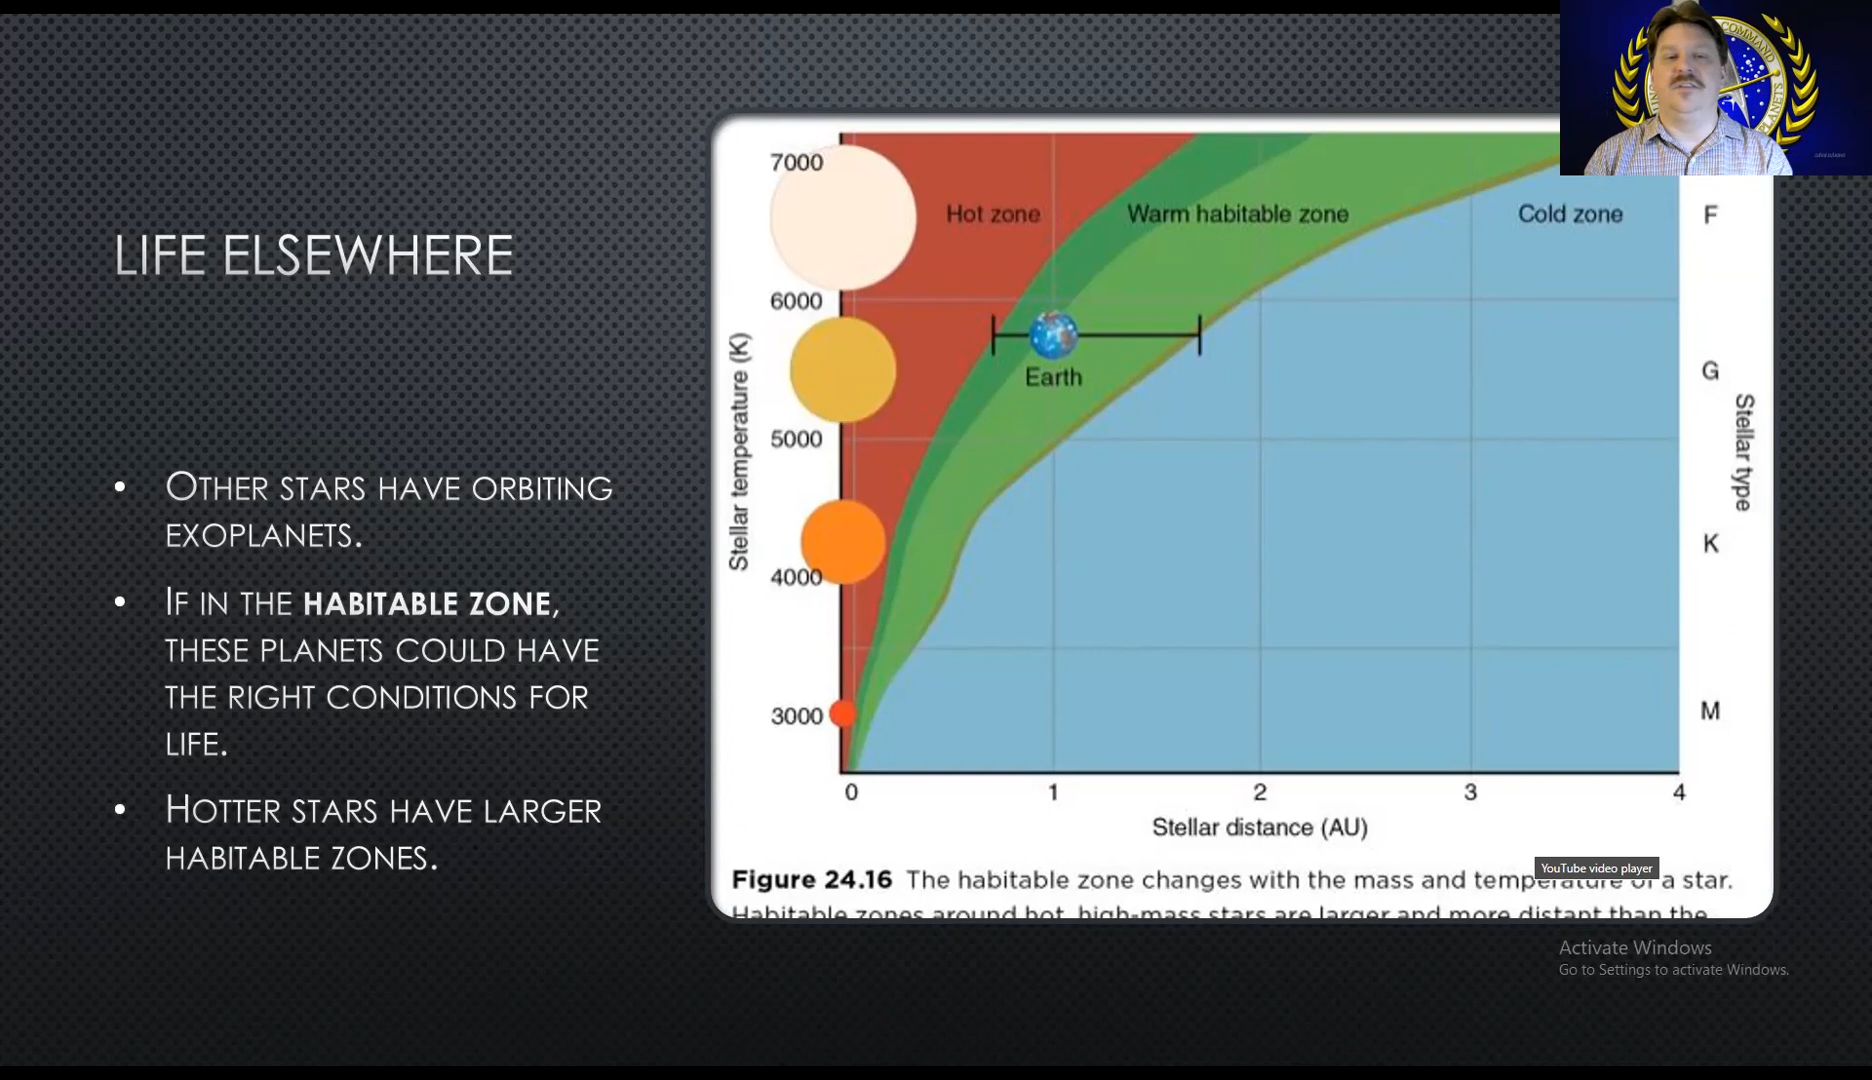 LIFE ELSEWHERE
• OTHER STARS HAVE ORBITING
EXOPLANETS.
• IF IN THE HABITABLE ZONE,
THESE PLANETS COULD HAVE
THE RIGHT CONDITIONS FOR
LIFE.
• HOTTER STARS HAVE LARGER
HABITABLE ZONES.
COMMAND
PLANETS
7000
6000
5000
4000
3000
Stellar temperature (K)
Hot zone
Warm habitable zone
Cold zone
Earth
F
G
K
M
Stellar type
0 1 2 3 4
Stellar distance (AU)
Figure 24.16 The habitable zone changes with the mass and temperature of a star.
Habitable zones around hot, high-mass stars are larger and more distant than the
YouTube video player
Activate Windows
Go to Settings to activate Windows.